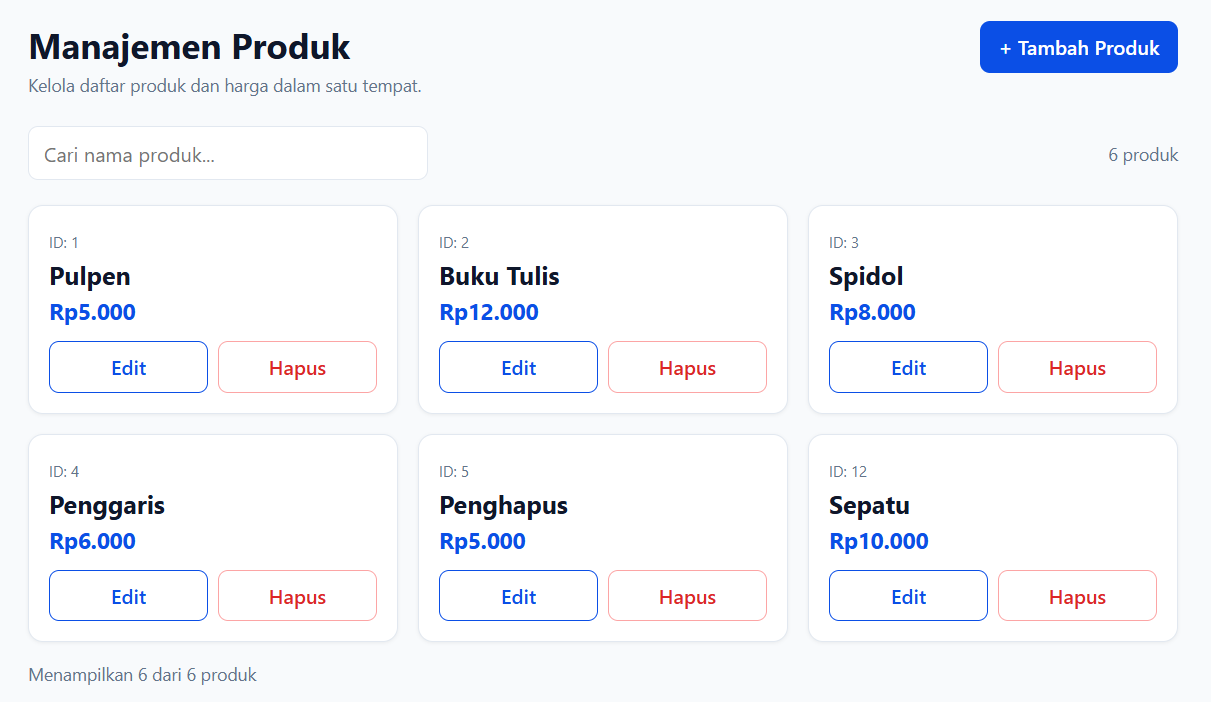 Manajemen Produk
+ Tambah Produk
Kelola daftar produk dan harga dalam satu tempat.
Cari nama produk...
6 produk
ID: 1
Pulpen
Rp5.000
Edit
Hapus
ID: 2
Buku Tulis
Rp12.000
Edit
Hapus
ID: 3
Spidol
Rp8.000
Edit
Hapus
ID: 4
Penggaris
Rp6.000
Edit
Hapus
ID: 5
Penghapus
Rp5.000
Edit
Hapus
ID: 12
Sepatu
Rp10.000
Edit
Hapus
Menampilkan 6 dari 6 produk